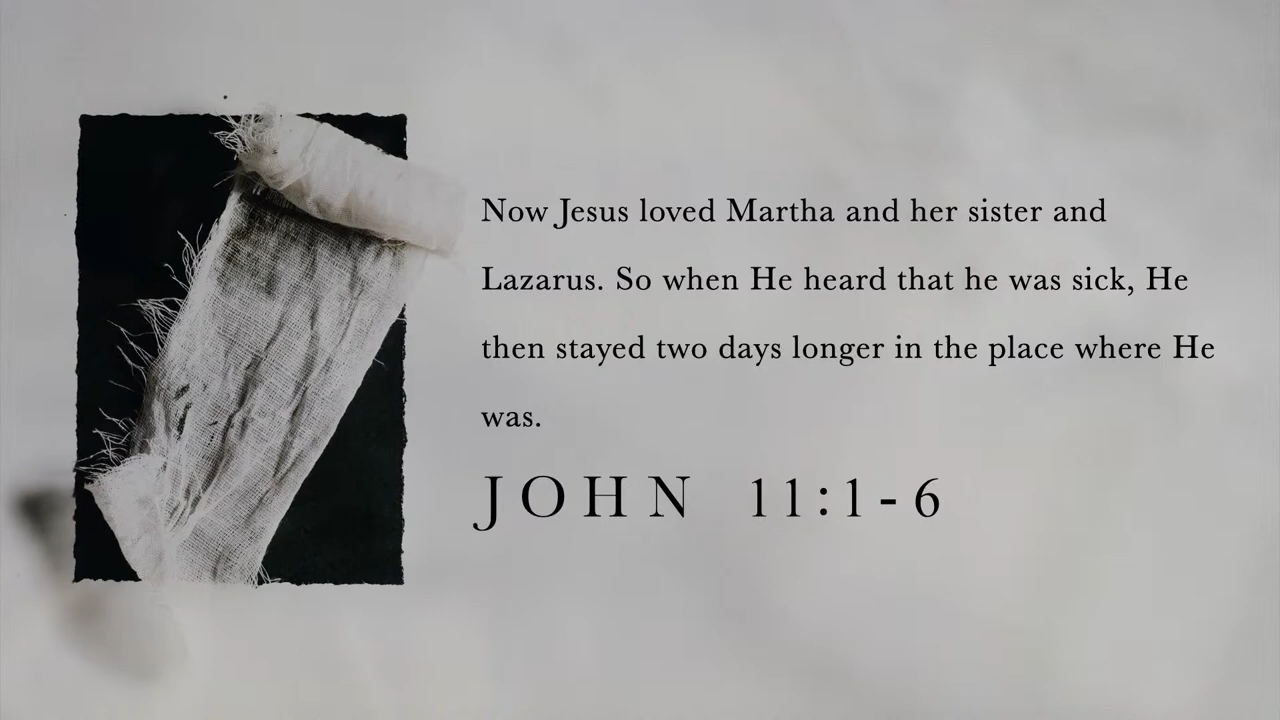 Now Jesus loved Martha and her sister and
Lazarus. So when He heard that he was sick, He
then stayed two days longer in the place where He
was.
JOHN 11:1-6